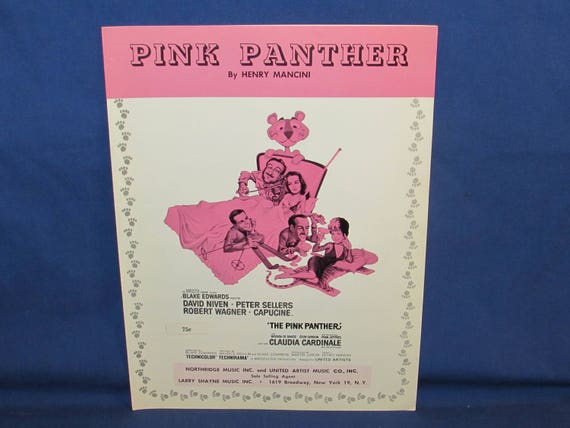 PINK PANTHER
By HENRY MANCINI
BLAKE EDWARDS
DAVID NIVEN · PETER SELLERS
ROBERT WAGNER · CAPUCINE
75¢
"THE PINK PANTHER"
CLAUDIA CARDINALE
TECHNICOLOR® TECHNIRAMA® UNITED ARTISTS
NORTHRIDGE MUSIC INC. and UNITED ARTIST MUSIC CO., INC.
Sole Selling Agent
LARRY SHAYNE MUSIC INC. • 1619 Broadway, New York 19, N. Y.